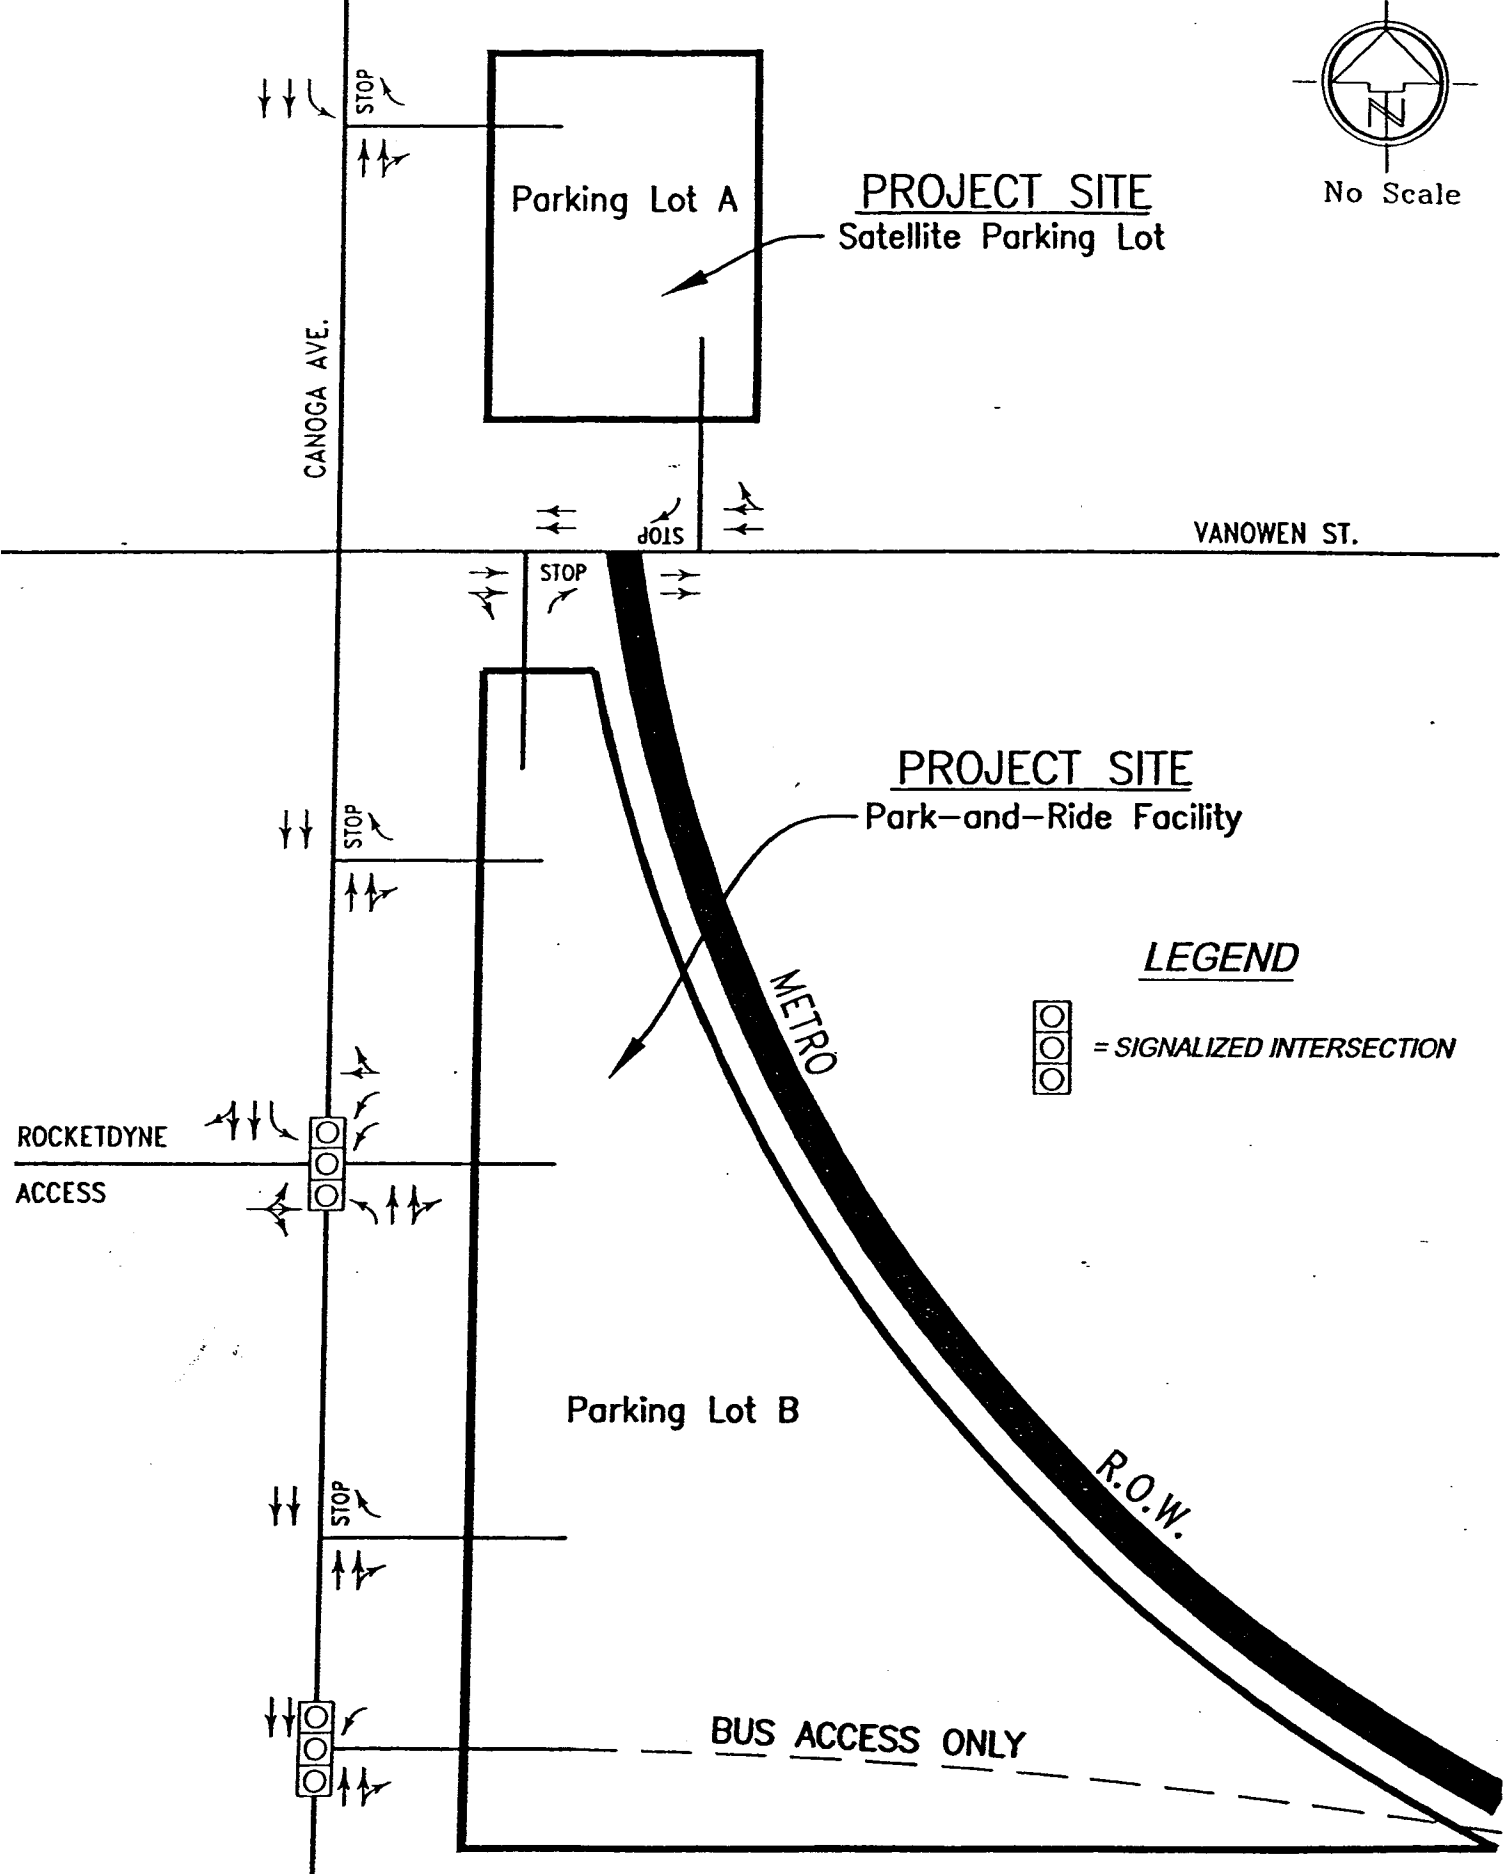 STOP
N
No Scale
Parking Lot A
PROJECT SITE
Satellite Parking Lot
CANOGA AVE.
STOP
VANOWEN ST.
STOP
PROJECT SITE
Park-and-Ride Facility
STOP
METRO
LEGEND
= SIGNALIZED INTERSECTION
ROCKETDYNE
ACCESS
Parking Lot B
R.O.W.
STOP
BUS ACCESS ONLY